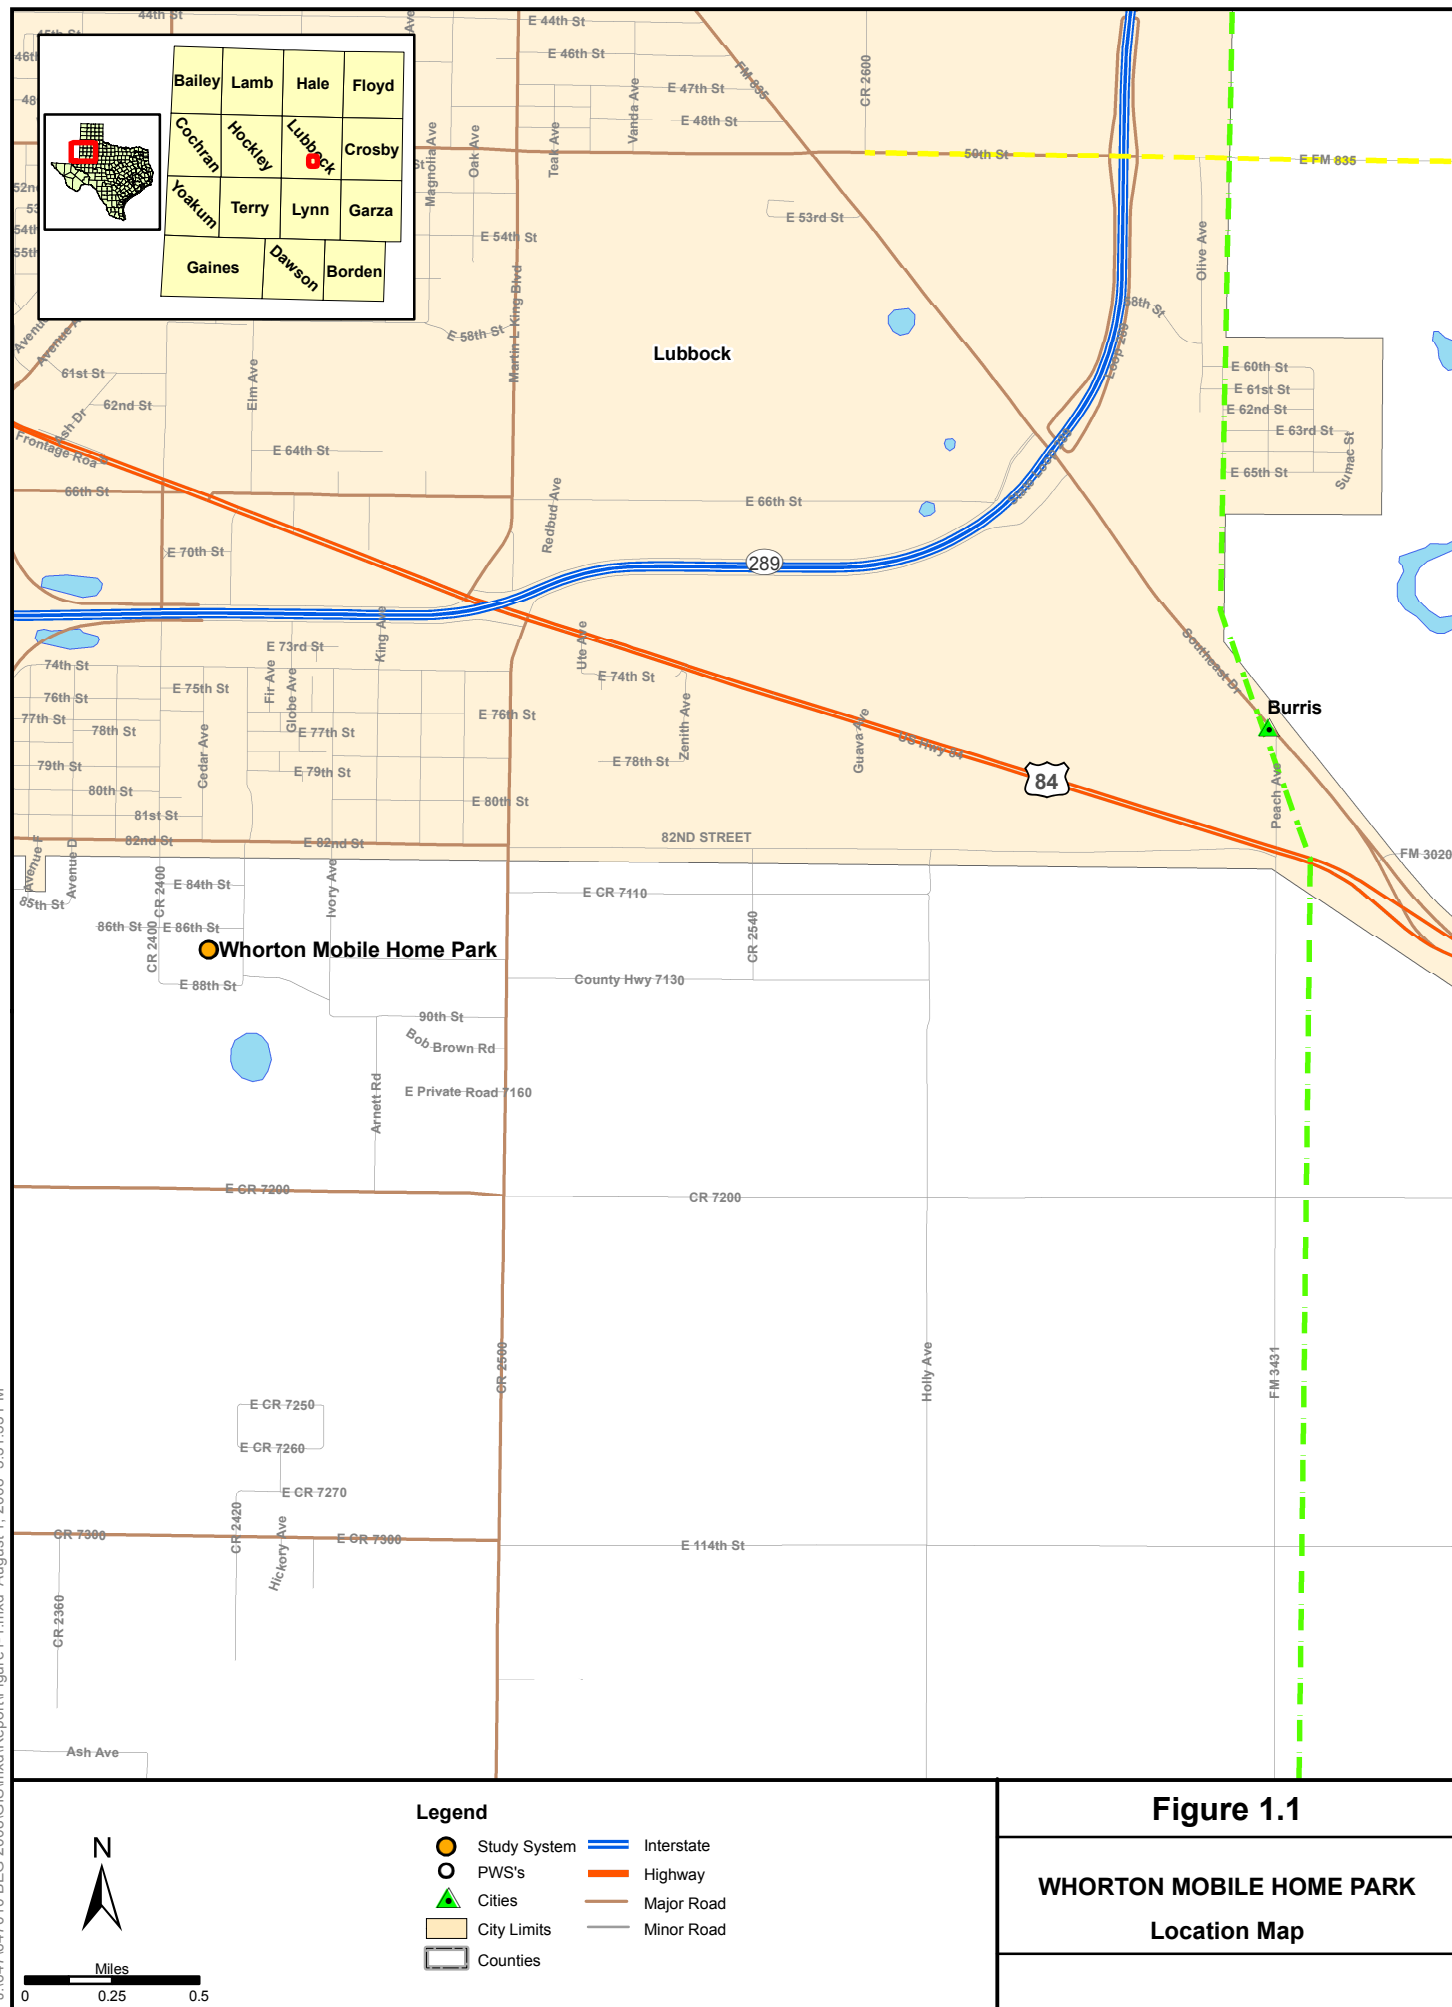 44th St
E 44th St
E 46th St
E 47th St
E 48th St
FM 835
CR 2600
Vanda Ave
Teak Ave
Oak Ave
Magnolia Ave
50th St
E FM 835
E 53rd St
E 54th St
Olive Ave
58th St
E 58th St
Martin L King Blvd
Loop 289
Bailey
Lamb
Hale
Floyd
Cochran
Hockley
Lubbock
Crosby
Yoakum
Terry
Lynn
Garza
Gaines
Dawson
Borden
Lubbock
61st St
62nd St
Ash Dr
Elm Ave
E 64th St
66th St
E 66th St
Redbud Ave
E 70th St
289
E 60th St
E 61st St
E 62nd St
E 63rd St
E 65th St
Sumac St
King Ave
E 73rd St
74th St
E 74th St
Ute Ave
E 75th St
Fir Ave
Globe Ave
76th St
E 76th St
77th St
78th St
E 77th St
Zenith Ave
Guava Ave
US Hwy 84
84
Southeast Dr
Burris
Peach Ave
E 78th St
79th St
E 79th St
Cedar Ave
80th St
E 80th St
81st St
82nd St
E 82nd St
82ND STREET
FM 3020
Avenue F
Avenue D
85th St
CR 2400
E 84th St
Ivory Ave
E CR 7110
CR 2540
86th St
E 86th St
CR 2400
Whorton Mobile Home Park
E 88th St
County Hwy 7130
90th St
Bob Brown Rd
Arnett Rd
E Private Road 7160
E CR 7200
CR 7200
CR 2500
Holly Ave
FM 3431
E CR 7250
E CR 7260
E CR 7270
CR 2420
Hickory Ave
CR 7300
E CR 7300
E 114th St
CR 2360
Ash Ave
N
Miles
0 0.25 0.5
Legend
Study System
PWS's
Cities
City Limits
Counties
Interstate
Highway
Major Road
Minor Road
Figure 1.1
WHORTON MOBILE HOME PARK
Location Map